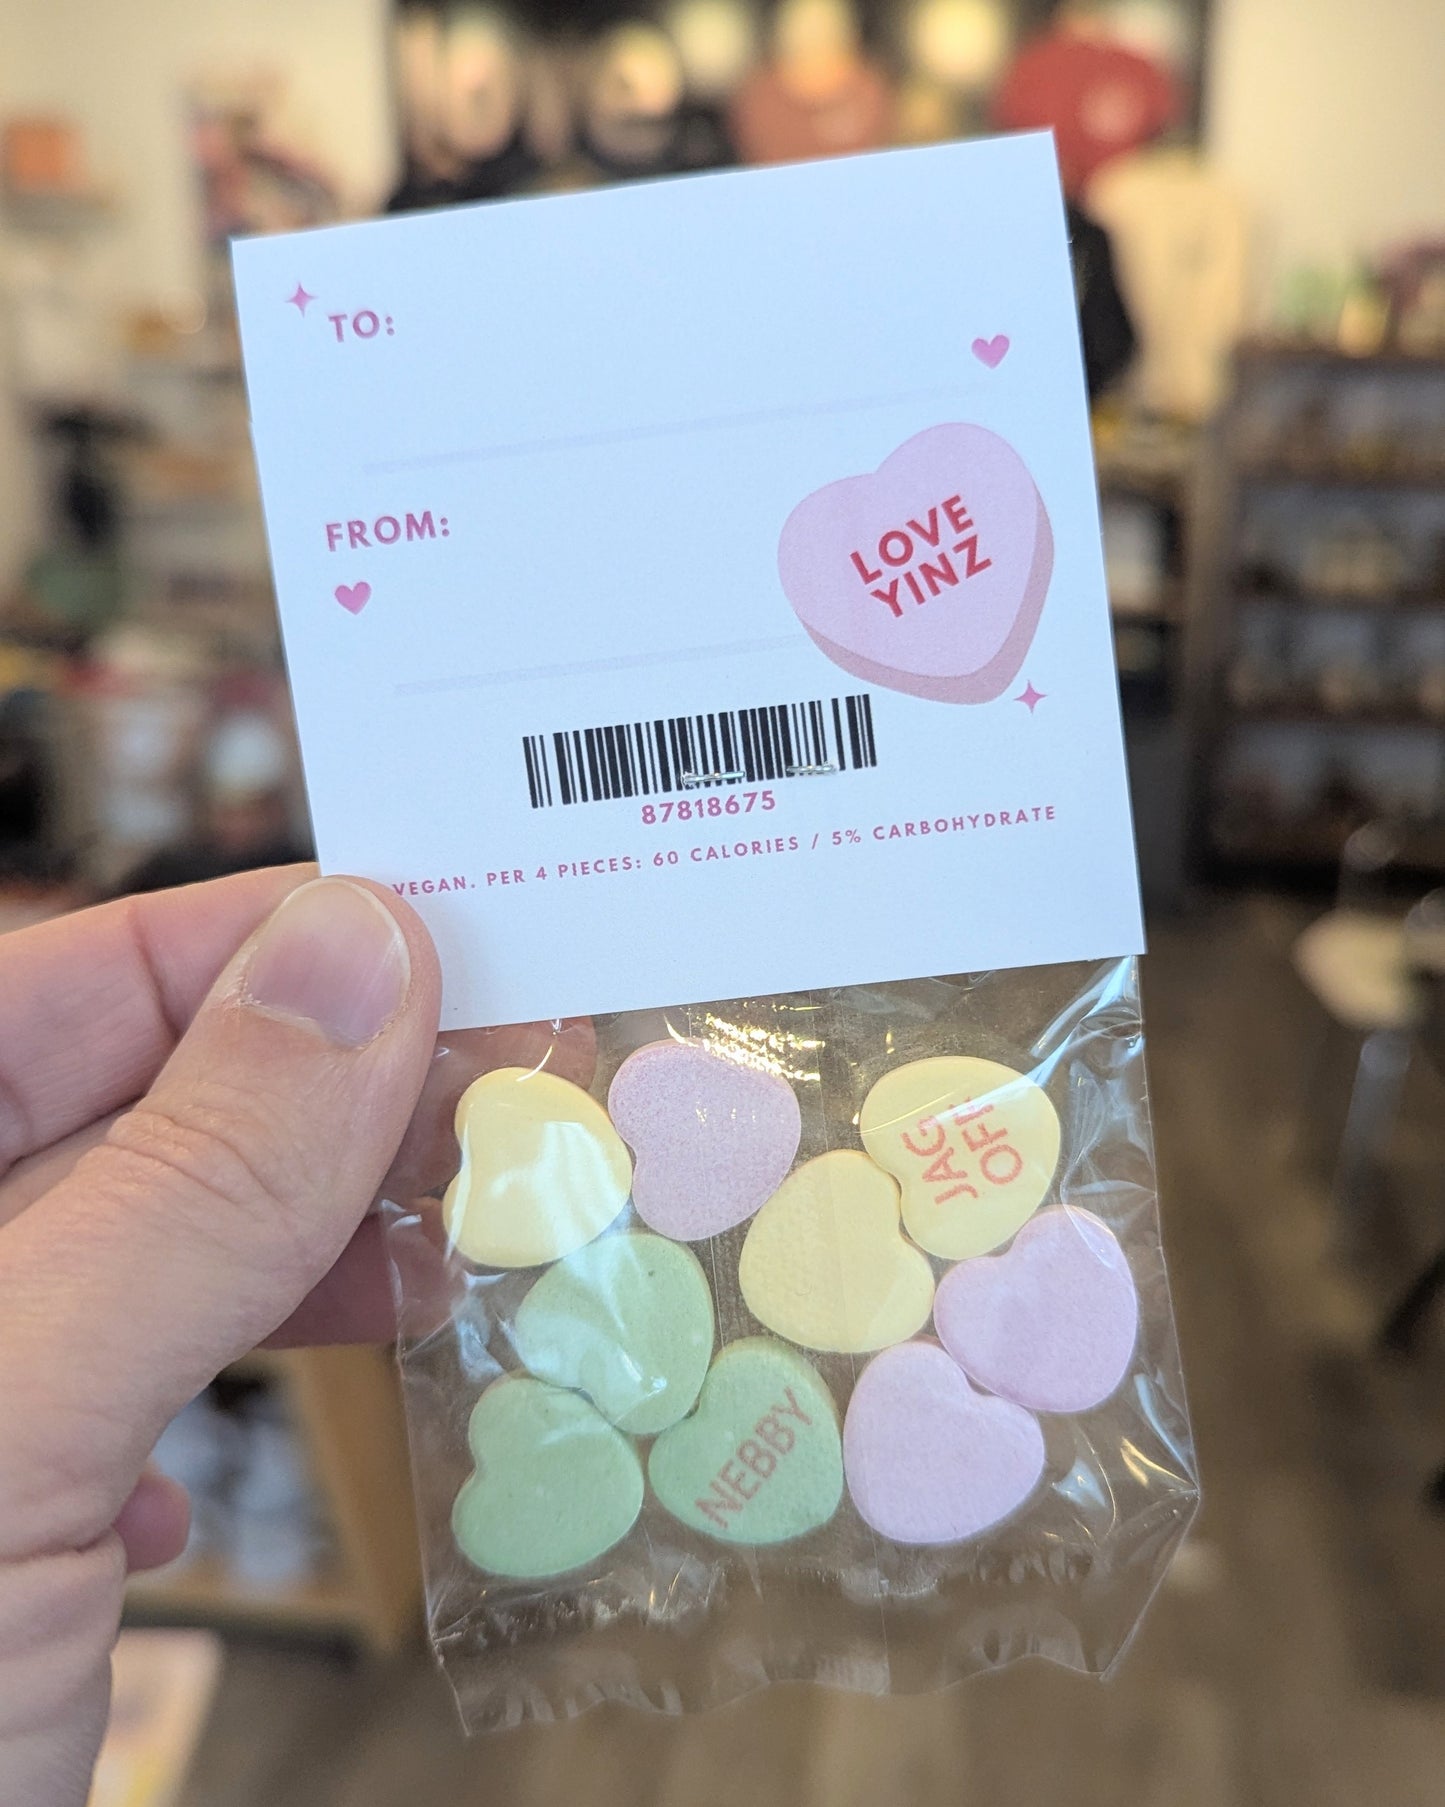 TO:
FROM:
LOVE
YINZ
87818675
VEGAN. PER 4 PIECES: 60 CALORIES / 5% CARBOHYDRATE
JAG
OFF
NEBBY